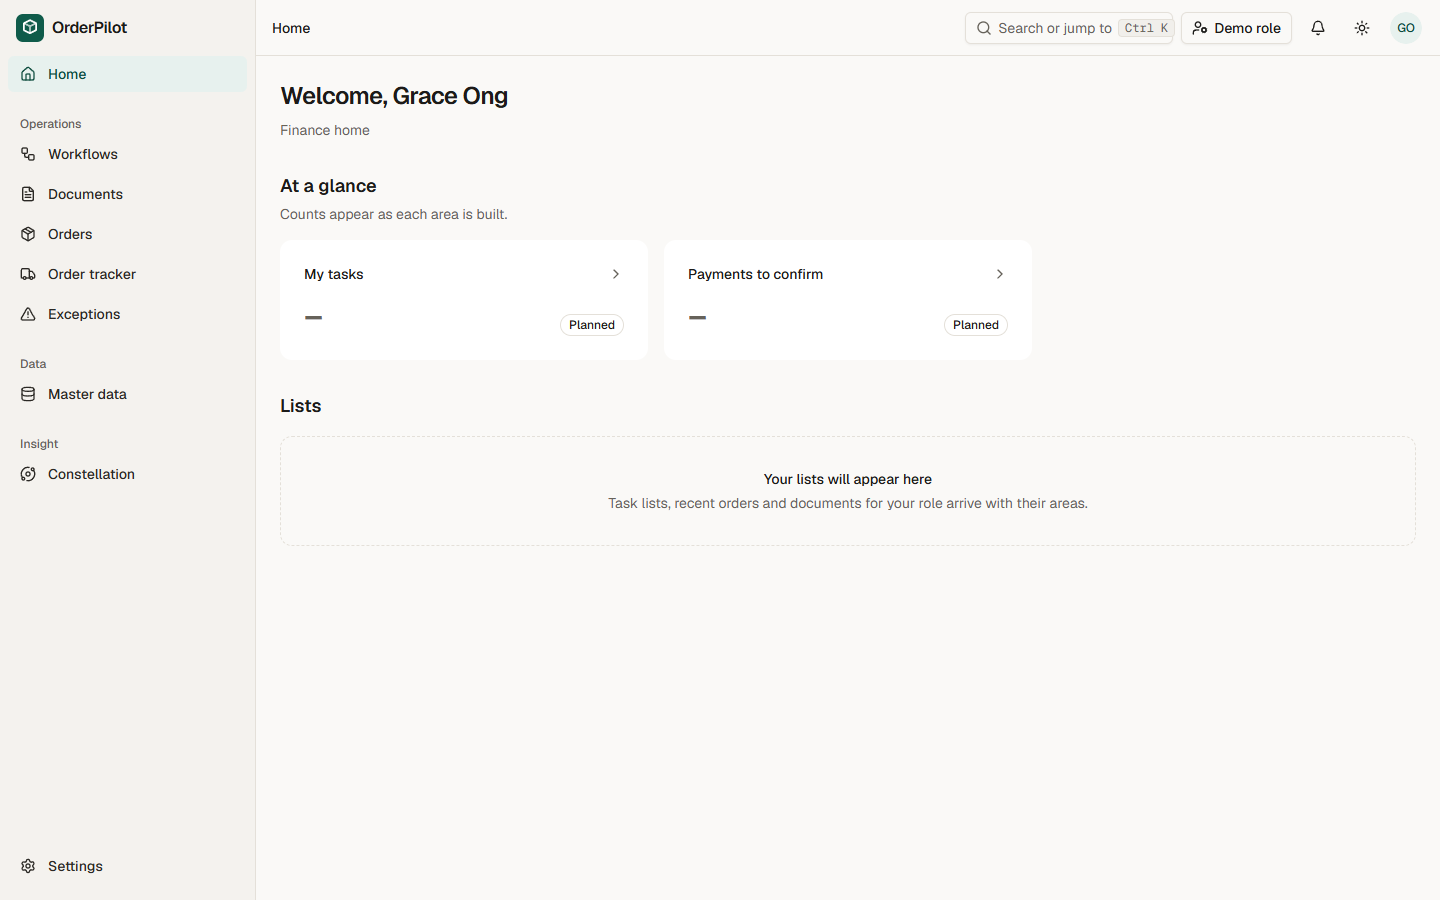 OrderPilot
Home
Operations
Workflows
Documents
Orders
Order tracker
Exceptions
Data
Master data
Insight
Constellation
Settings
Home
Search or jump to Ctrl K
Demo role
GO
Welcome, Grace Ong
Finance home
At a glance
Counts appear as each area is built.
My tasks
–
Planned
Payments to confirm
–
Planned
Lists
Your lists will appear here
Task lists, recent orders and documents for your role arrive with their areas.